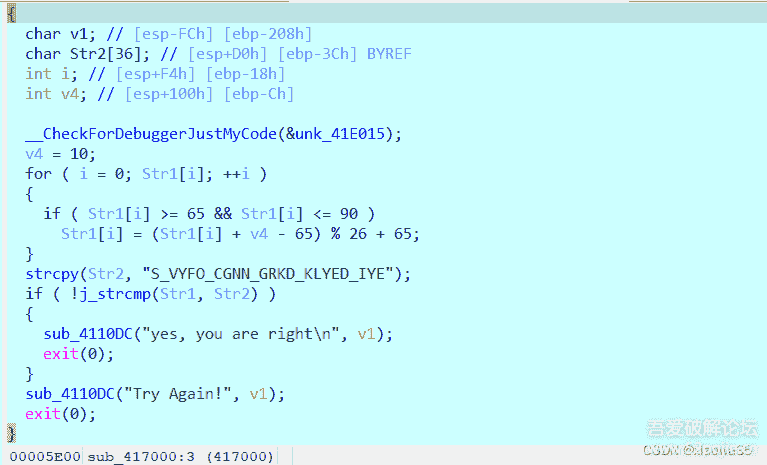 {
char v1; // [esp-FCh] [ebp-208h]
char Str2[36]; // [esp+D0h] [ebp-3Ch] BYREF
int i; // [esp+F4h] [ebp-18h]
int v4; // [esp+100h] [ebp-Ch]
__CheckForDebuggerJustMyCode(&unk_41E015);
v4 = 10;
for ( i = 0; Str1[i]; ++i )
{
if ( Str1[i] >= 65 && Str1[i] <= 90 )
Str1[i] = (Str1[i] + v4 - 65) % 26 + 65;
}
strcpy(Str2, "S_VYFO_CGNN_GRKD_KLYED_IYE");
if ( !j_strcmp(Str1, Str2) )
{
sub_4110DC("yes, you are right\n", v1);
exit(0);
}
sub_4110DC("Try Again!", v1);
exit(0);
}
吾爱破解论坛
CSDN
00005E00 sub_417000:3 (417000)